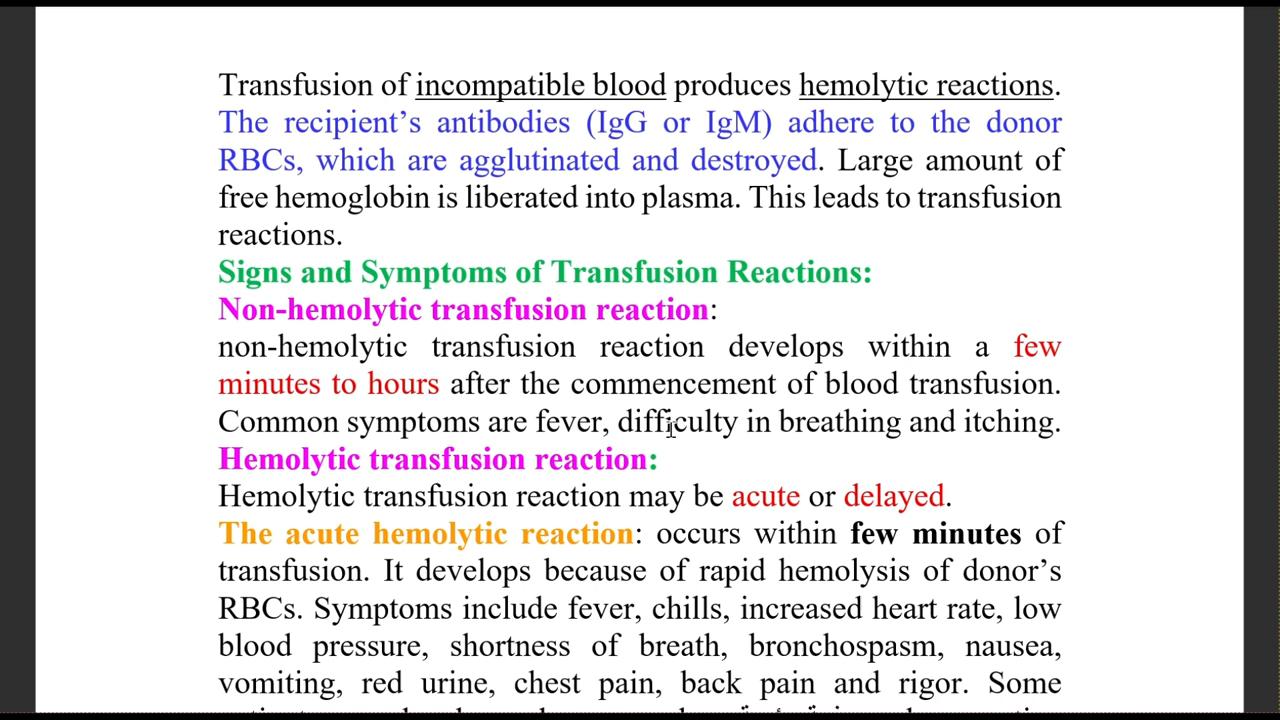 Transfusion of incompatible blood produces hemolytic reactions.
The recipient’s antibodies (IgG or IgM) adhere to the donor
RBCs, which are agglutinated and destroyed. Large amount of
free hemoglobin is liberated into plasma. This leads to transfusion
reactions.
Signs and Symptoms of Transfusion Reactions:
Non-hemolytic transfusion reaction:
non-hemolytic transfusion reaction develops within a few
minutes to hours after the commencement of blood transfusion.
Common symptoms are fever, difficulty in breathing and itching.
Hemolytic transfusion reaction:
Hemolytic transfusion reaction may be acute or delayed.
The acute hemolytic reaction: occurs within few minutes of
transfusion. It develops because of rapid hemolysis of donor’s
RBCs. Symptoms include fever, chills, increased heart rate, low
blood pressure, shortness of breath, bronchospasm, nausea,
vomiting, red urine, chest pain, back pain and rigor. Some